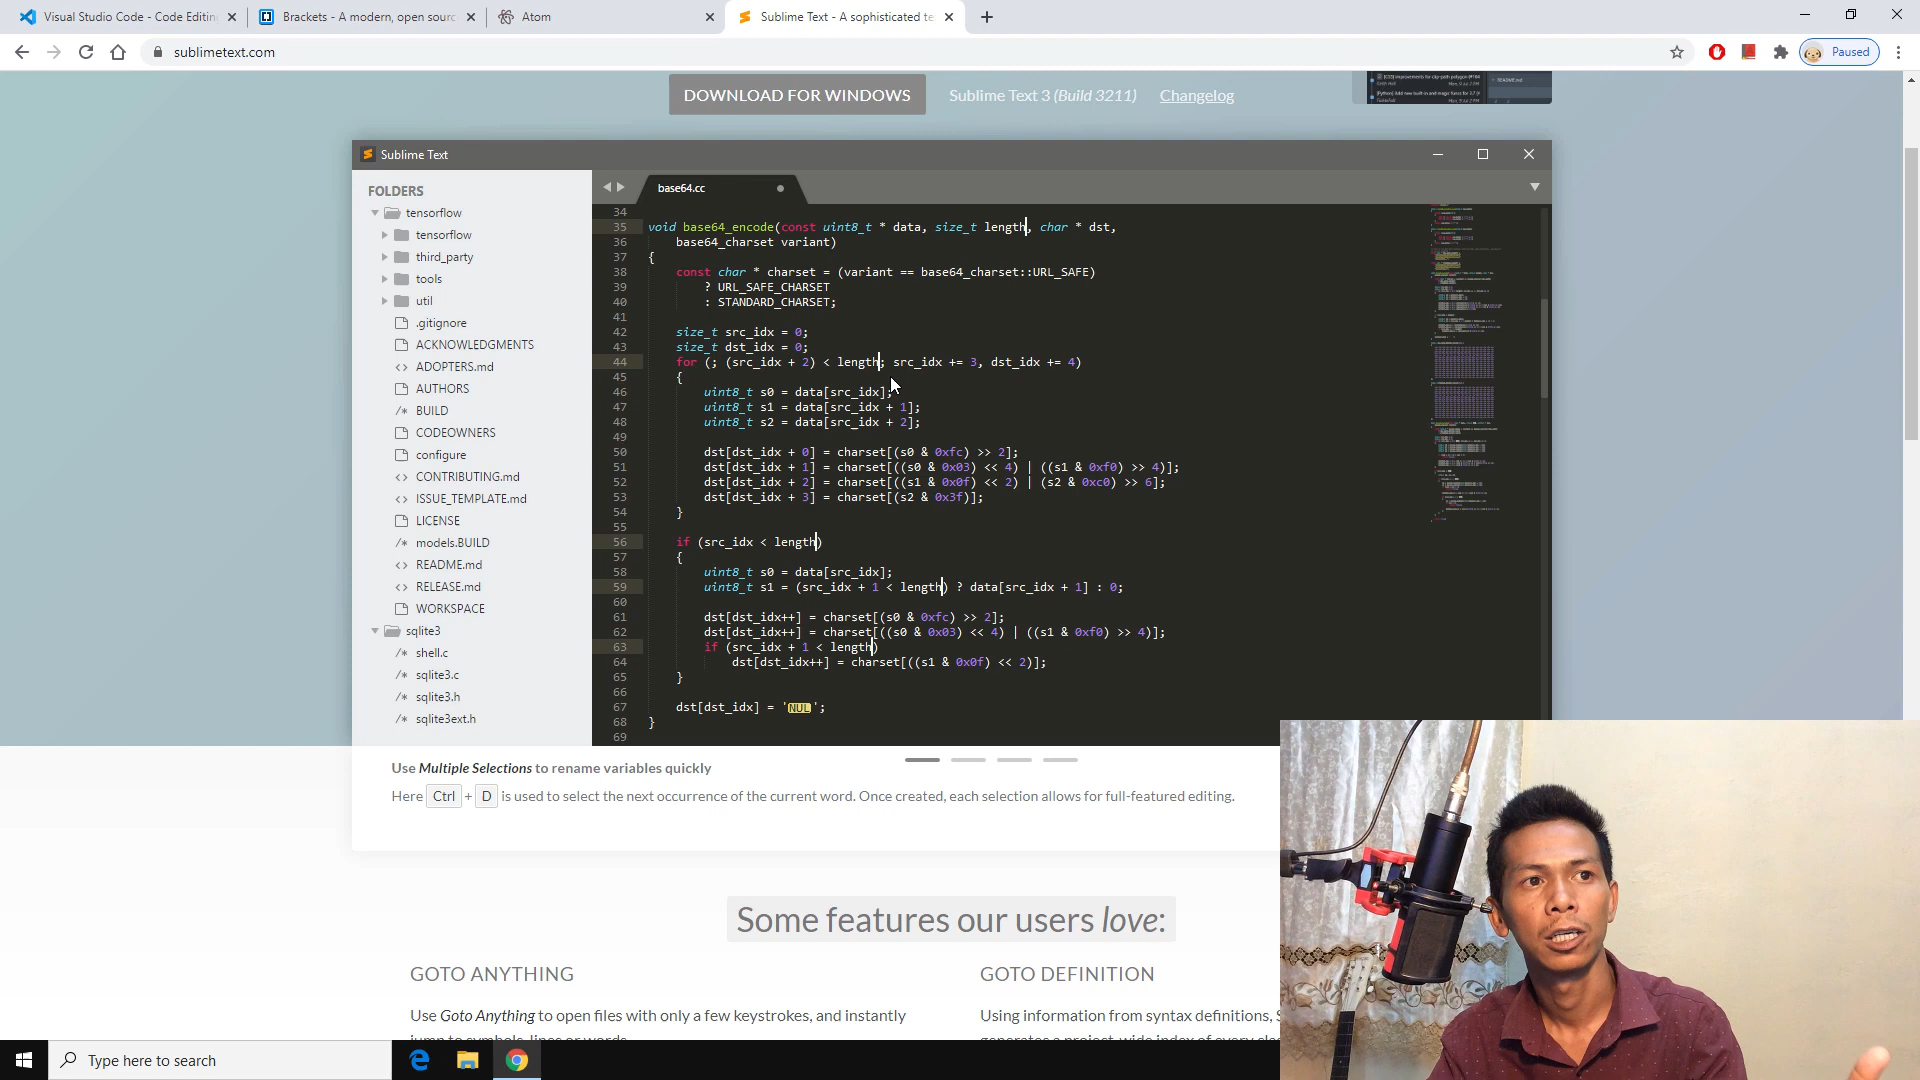 Visual Studio Code - Code Editin
Brackets - A modern, open sourc
Atom
Sublime Text - A sophisticated te
sublimetext.com
Paused
DOWNLOAD FOR WINDOWS
Sublime Text 3 (Build 3211)
Changelog
Sublime Text
FOLDERS
tensorflow
tensorflow
third_party
tools
util
.gitignore
ACKNOWLEDGMENTS
ADOPTERS.md
AUTHORS
/* BUILD
CODEOWNERS
configure
<> CONTRIBUTING.md
<> ISSUE_TEMPLATE.md
LICENSE
/* models.BUILD
<> README.md
<> RELEASE.md
WORKSPACE
sqlite3
/* shell.c
/* sqlite3.c
/* sqlite3.h
/* sqlite3ext.h
base64.cc
34
35 void base64_encode(const uint8_t * data, size_t length, char * dst,
36 base64_charset variant)
37 {
38 const char * charset = (variant == base64_charset::URL_SAFE)
39 ? URL_SAFE_CHARSET
40 : STANDARD_CHARSET;
41
42 size_t src_idx = 0;
43 size_t dst_idx = 0;
44 for (; (src_idx + 2) < length; src_idx += 3, dst_idx += 4)
45 {
46 uint8_t s0 = data[src_idx];
47 uint8_t s1 = data[src_idx + 1];
48 uint8_t s2 = data[src_idx + 2];
49
50 dst[dst_idx + 0] = charset[(s0 & 0xfc) >> 2];
51 dst[dst_idx + 1] = charset[((s0 & 0x03) << 4) | ((s1 & 0xf0) >> 4)];
52 dst[dst_idx + 2] = charset[((s1 & 0x0f) << 2) | (s2 & 0xc0) >> 6];
53 dst[dst_idx + 3] = charset[(s2 & 0x3f)];
54 }
55
56 if (src_idx < length)
57 {
58 uint8_t s0 = data[src_idx];
59 uint8_t s1 = (src_idx + 1 < length) ? data[src_idx + 1] : 0;
60
61 dst[dst_idx++] = charset[(s0 & 0xfc) >> 2];
62 dst[dst_idx++] = charset[((s0 & 0x03) << 4) | ((s1 & 0xf0) >> 4)];
63 if (src_idx + 1 < length)
64 dst[dst_idx++] = charset[((s1 & 0x0f) << 2)];
65 }
66
67 dst[dst_idx] = 'NUL';
68 }
69
Use Multiple Selections to rename variables quickly
Here Ctrl + D is used to select the next occurrence of the current word. Once created, each selection allows for full-featured editing.
Some features our users love:
GOTO ANYTHING
Use Goto Anything to open files with only a few keystrokes, and instantly
jump to symbols, lines or words.
GOTO DEFINITION
Using information from syntax definitions, S
generates a project-wide index of every
Type here to search